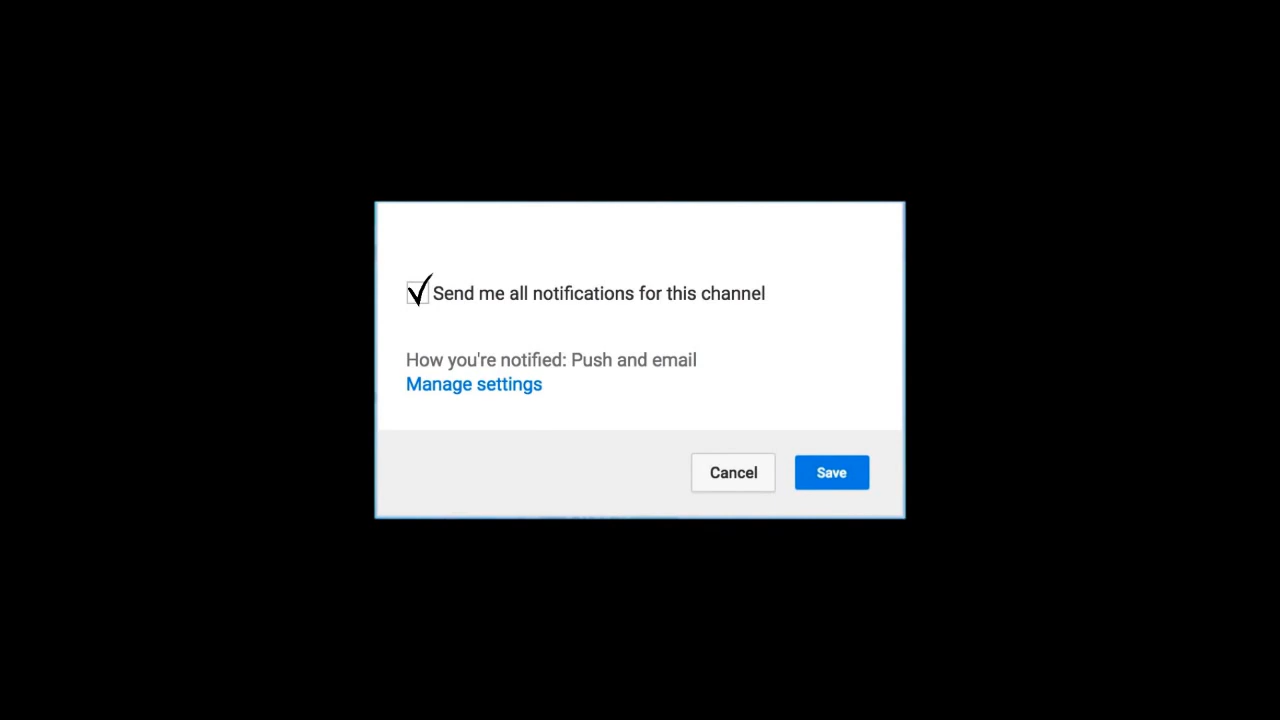 Send me all notifications for this channel
How you're notified: Push and email
Manage settings
Cancel
Save